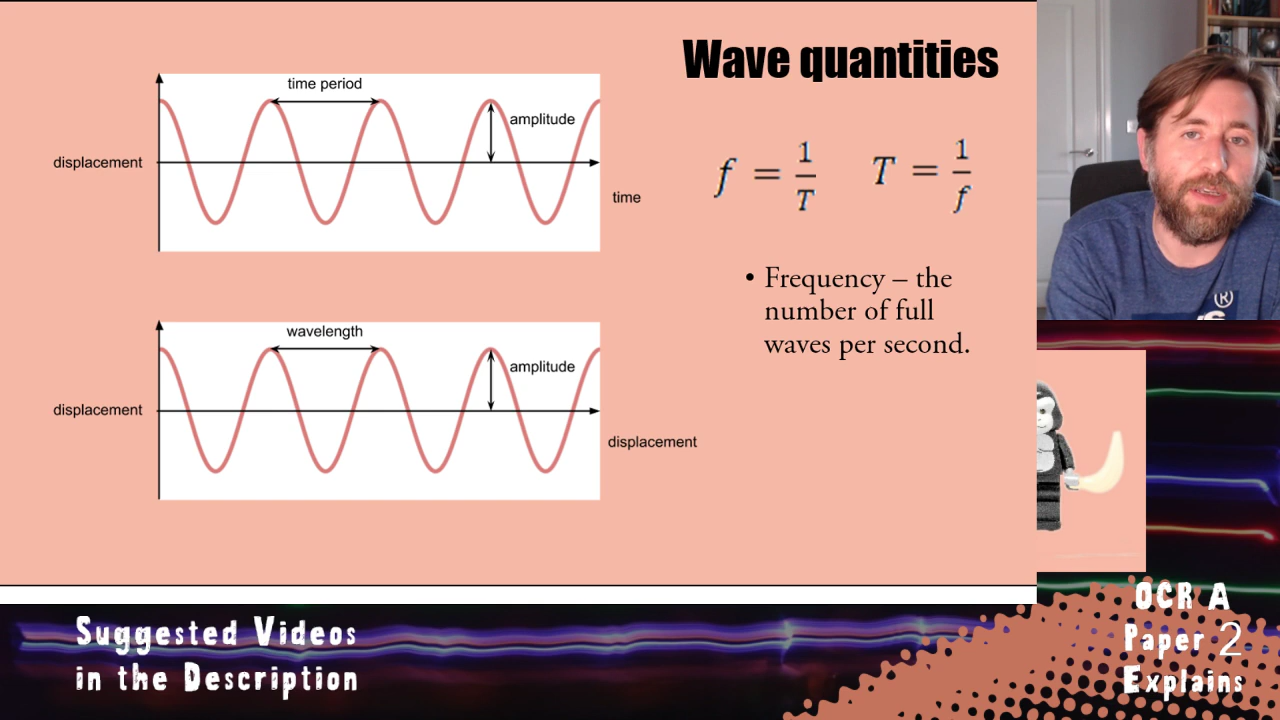 Wave quantities
time period
amplitude
displacement
time
f = 1/T T = 1/f
• Frequency – the
number of full
waves per second.
wavelength
amplitude
displacement
displacement
Suggested Videos
in the Description
OCR A
Paper 2
Explains
®